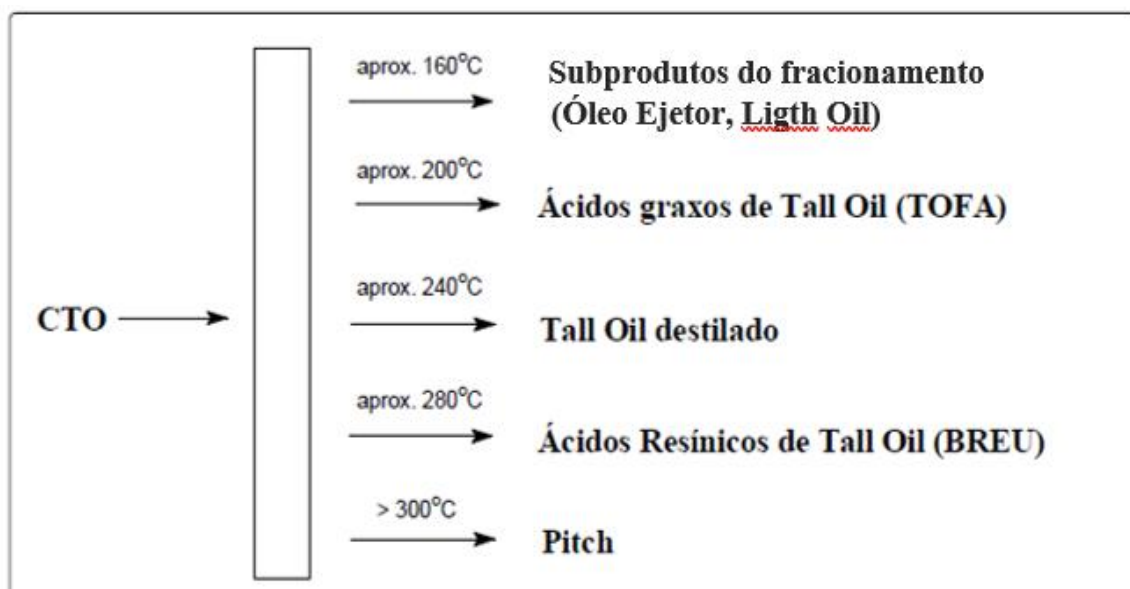 aprox. 160°C
Subprodutos do fracionamento
(Óleo Ejetor, Ligth Oil)
aprox. 200°C
Ácidos graxos de Tall Oil (TOFA)
aprox. 240°C
CTO
Tall Oil destilado
aprox. 280°C
Ácidos Resínicos de Tall Oil (BREU)
> 300°C
Pitch